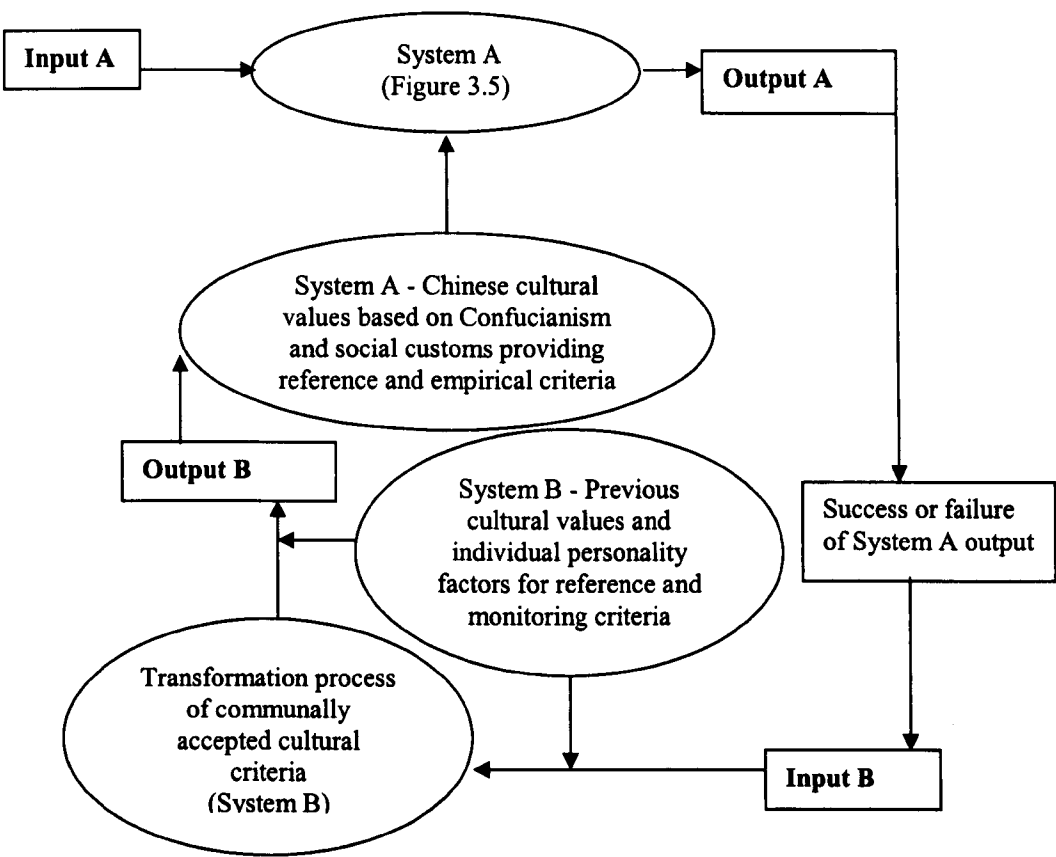 Input A
System A
(Figure 3.5)
Output A
System A - Chinese cultural
values based on Confucianism
and social customs providing
reference and empirical criteria
Output B
System B - Previous
cultural values and
individual personality
factors for reference and
monitoring criteria
Success or failure
of System A output
Transformation process
of communally
accepted cultural
criteria
(System B)
Input B